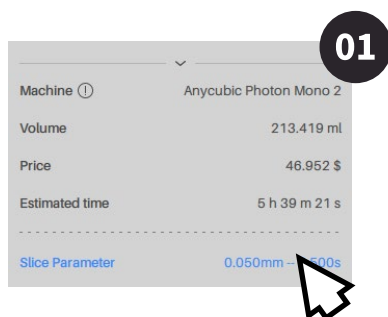 01
Machine ! Anycubic Photon Mono 2
Volume 213.419 ml
Price 46.952 $
Estimated time 5 h 39 m 21 s
Slice Parameter 0.050mm – 500s